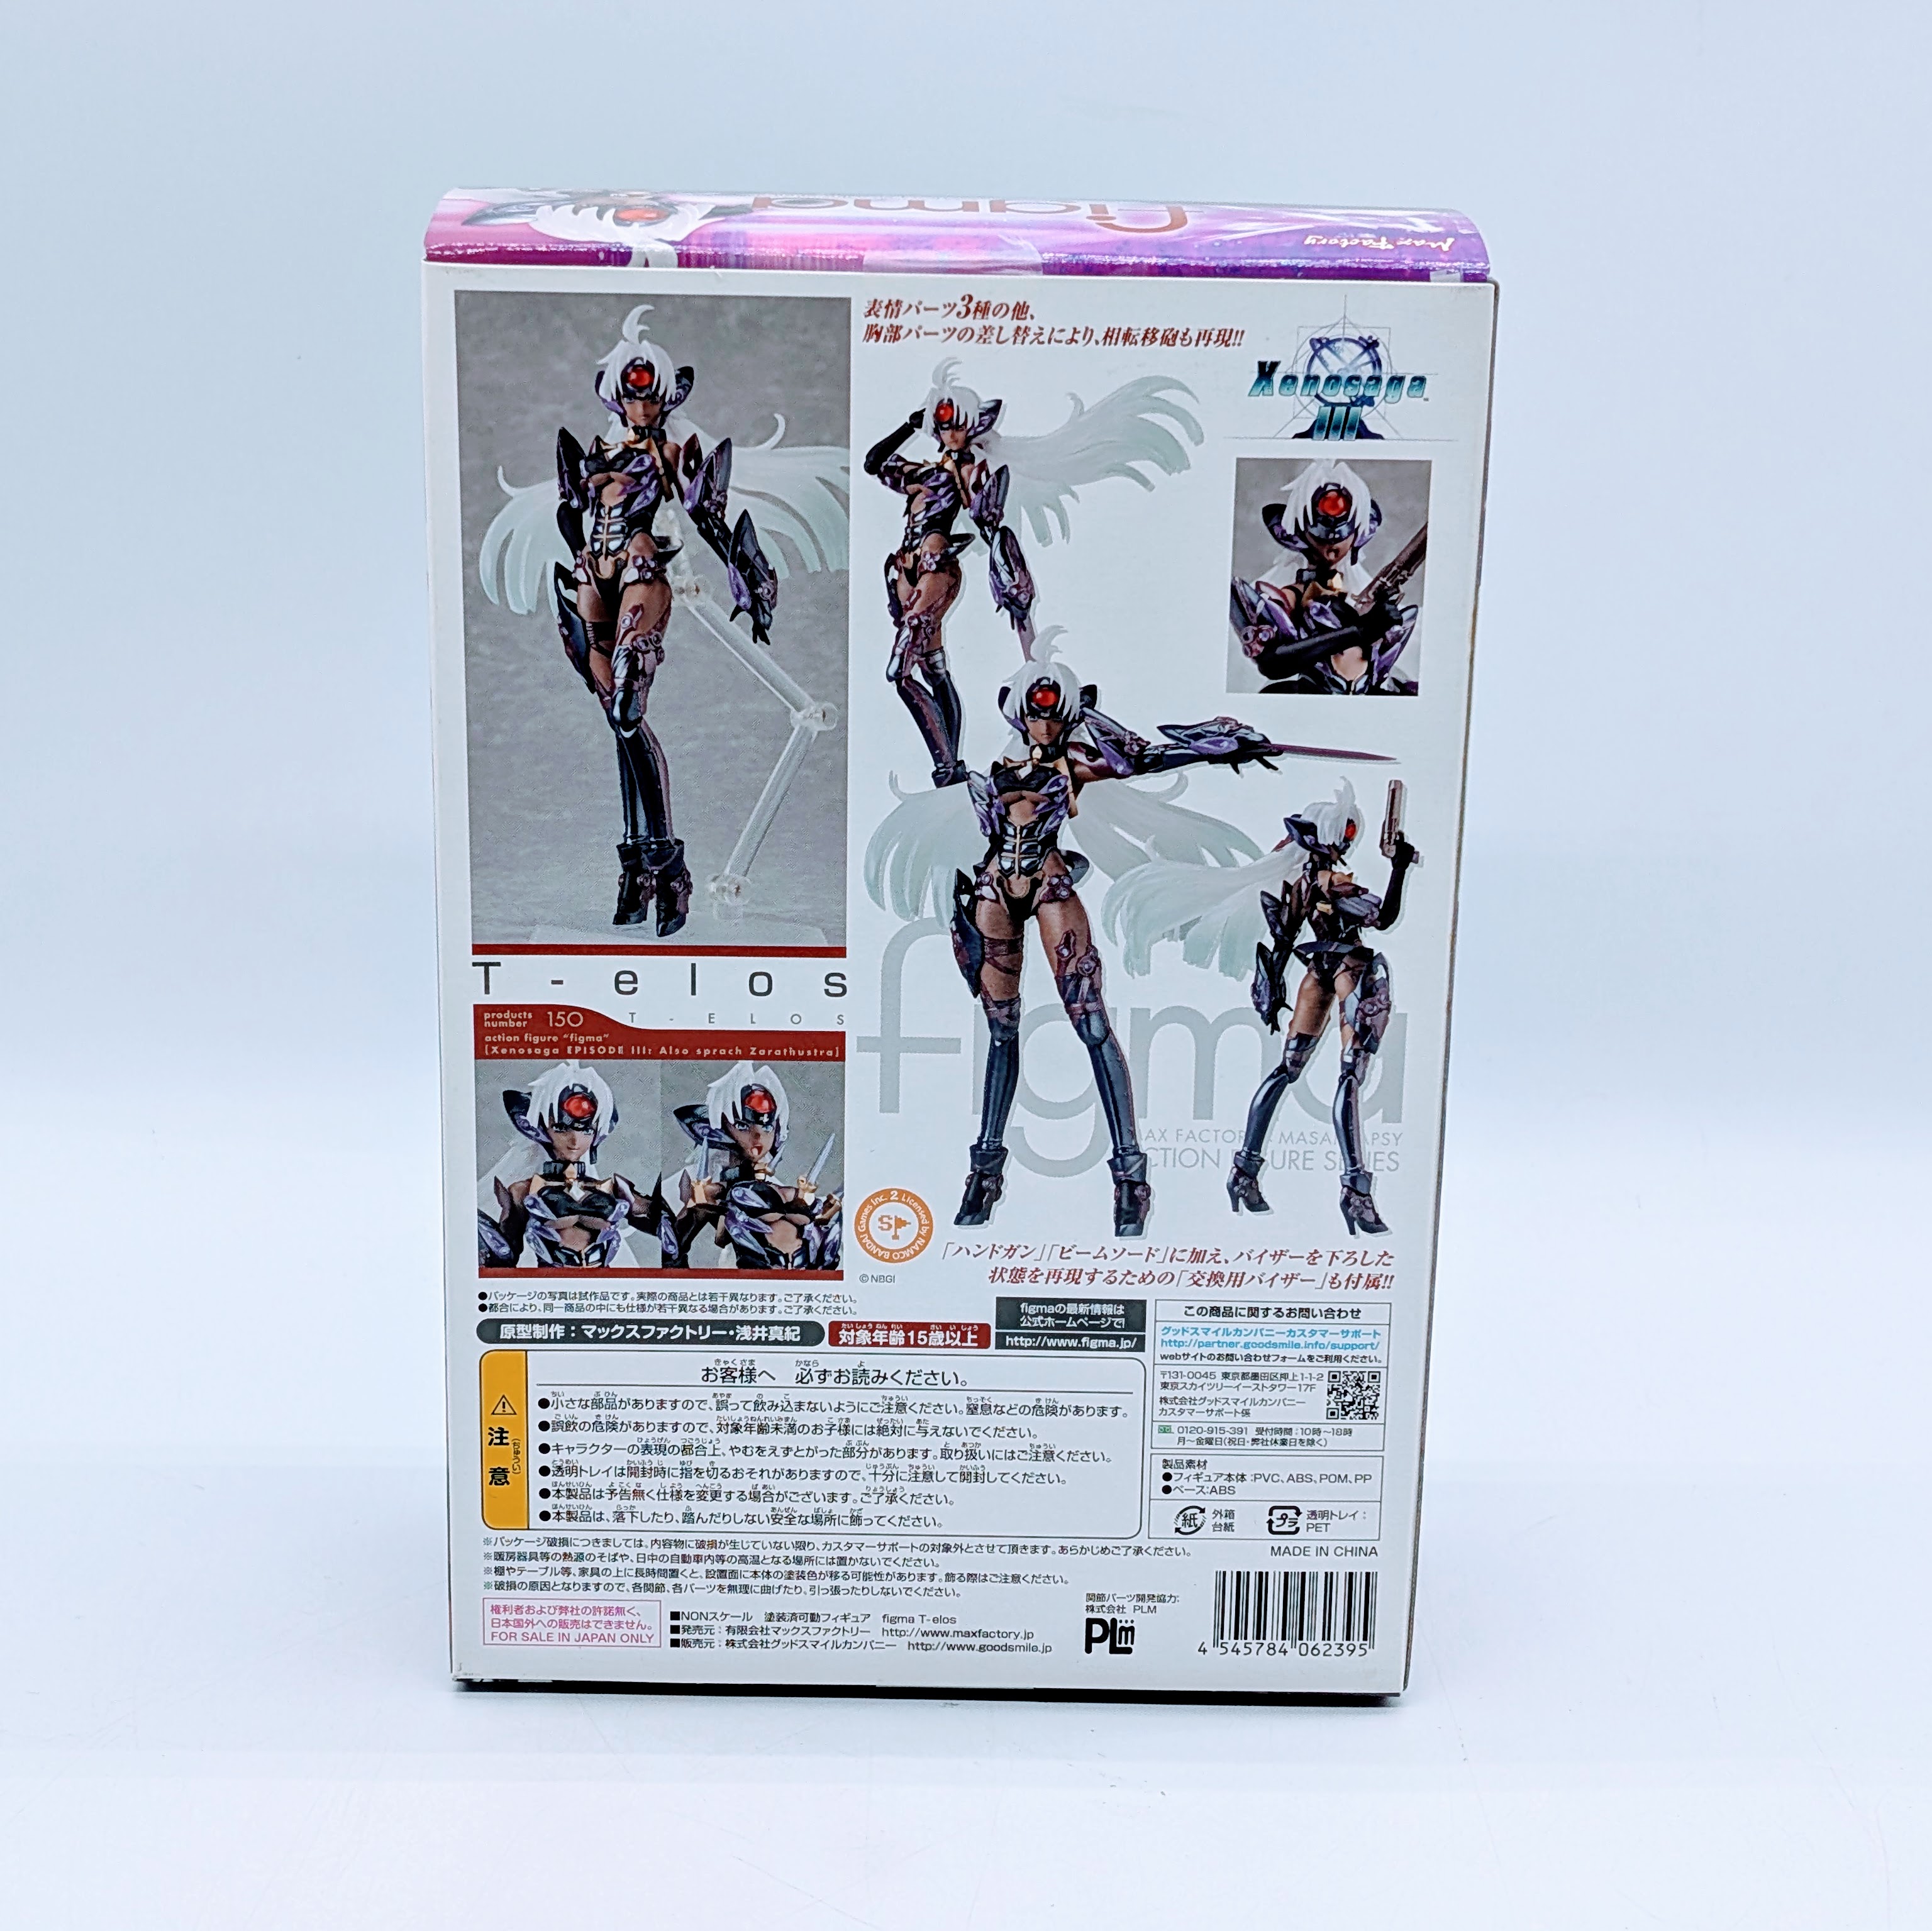 figma
Max Factory
表情パーツ3種の他、
胸部パーツの差し替えにより、相転移砲も再現!!
Xenosaga
III
T-elos
products number 150
T-ELOS
action figure "figma"
[Xenosaga EPISODE III: Also sprach Zarathustra]
figma
ACTION FIGURE SERIES
Licensed by NAMCO BANDAI Games Inc. 2
©NBGI
「ハンドガン」「ビームソード」に加え、バイザーを下ろした
状態を再現するための「交換用バイザー」も付属!!
●パッケージの写真は試作品です。実際の商品とは若干異なります。ご了承ください。
●都合により、同一商品の中にも仕様が若干異なる場合があります。ご了承ください。
原型制作：マックスファクトリー・浅井真紀
対象年齢15歳以上
figmaの最新情報は
公式ホームページで!
http://www.figma.jp/
この商品に関するお問い合わせ
グッドスマイルカンパニーカスタマーサポート
http://partner.goodsmile.info/support/
webサイトのお問い合わせフォームをご利用ください。
〒131-0045 東京都墨田区押上1-1-2
東京スカイツリーイーストタワー17F
株式会社グッドスマイルカンパニー
カスタマーサポート係
0120-915-391 受付時間：10時〜18時
月〜金曜日(祝日・弊社休業日を除く)
注意
お客様へ 必ずお読みください。
●小さな部品がありますので、誤って飲み込まないようにご注意ください。窒息などの危険があります。
●誤飲の危険がありますので、対象年齢未満のお子様には絶対に与えないでください。
●キャラクターの表現の都合上、やむをえずとがった部分があります。取り扱いにはご注意ください。
●透明トレイは開封時に指を切るおそれがありますので、十分に注意して開封してください。
●本製品は予告無く仕様を変更する場合がございます。ご了承ください。
●本製品は、落下したり、踏んだりしない安全な場所に飾ってください。
製品素材
●フィギュア本体：PVC、ABS、POM、PP
●ベース：ABS
紙 外箱 台紙
プラ 透明トレイ：PET
MADE IN CHINA
※パッケージ破損につきましては、内容物に破損が生じていない限り、カスタマーサポートの対象外とさせて頂きます。あらかじめご了承ください。
※暖房器具等の熱源のそばや、日中の自動車内等の高温となる場所には置かないでください。
※棚やテーブル等、家具の上に長時間置くと、設置面に本体の塗装色が移る可能性があります。飾る際はご注意ください。
※破損の原因となりますので、各関節、各パーツを無理に曲げたり、引っ張ったりしないでください。
権利者および弊社の許諾無く、
日本国外への販売はできません。
FOR SALE IN JAPAN ONLY
■NONスケール 塗装済可動フィギュア figma T-elos
■発売元：有限会社マックスファクトリー http://www.maxfactory.jp
■販売元：株式会社グッドスマイルカンパニー http://www.goodsmile.jp
関節パーツ開発協力：
株式会社 PLM
PLM
4 545784 062395